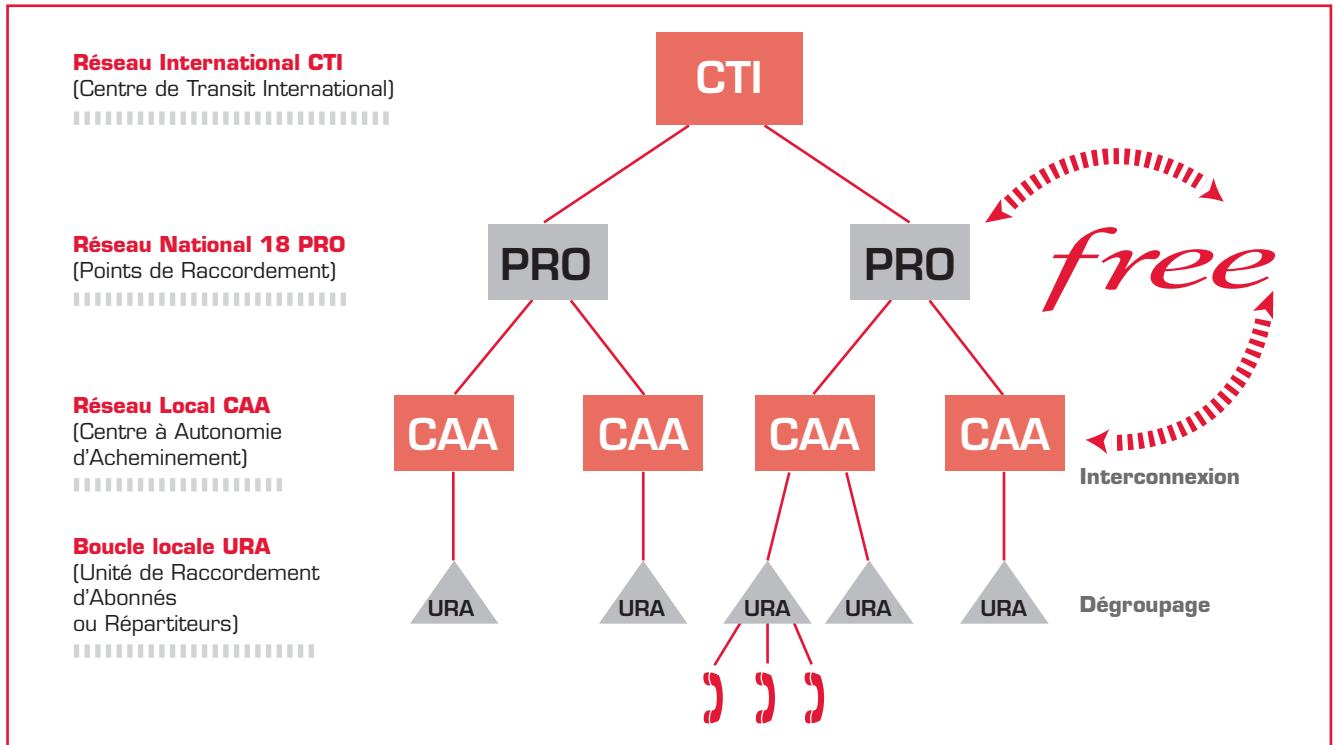 Réseau International CTI
(Centre de Transit International)
CTI
Réseau National 18 PRO
(Points de Raccordement)
PRO
PRO
free
Réseau Local CAA
(Centre à Autonomie
d'Acheminement)
CAA
CAA
CAA
CAA
Interconnexion
Boucle locale URA
(Unité de Raccordement
d'Abonnés
ou Répartiteurs)
URA
URA
URA
URA
URA
Dégroupage